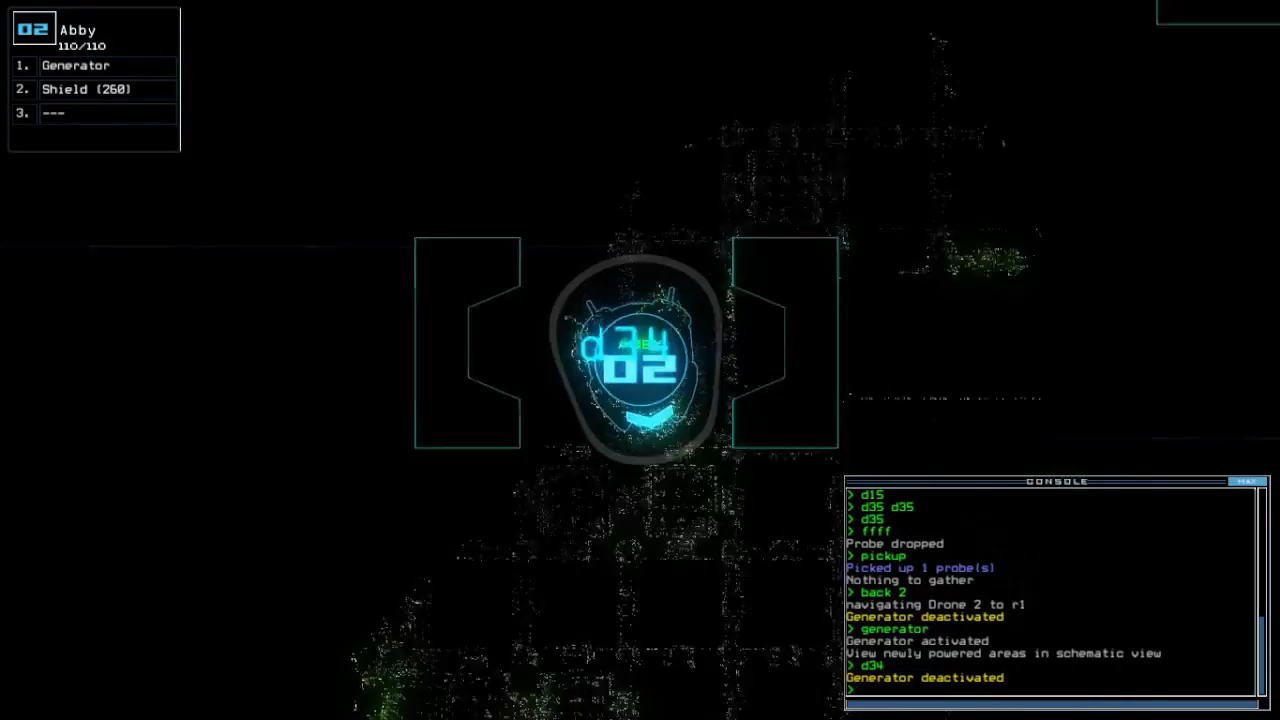 02 Abby
110/110
1. Generator
2. Shield (260)
3. ---
d34
02
CONSOLE
MAX
> d15
> d35 d35
> d35
> ffff
Probe dropped
> pickup
Picked up 1 probe(s)
Nothing to gather
> back 2
navigating Drone 2 to r1
Generator deactivated
> generator
Generator activated
View newly powered areas in schematic view
> d34
Generator deactivated
>